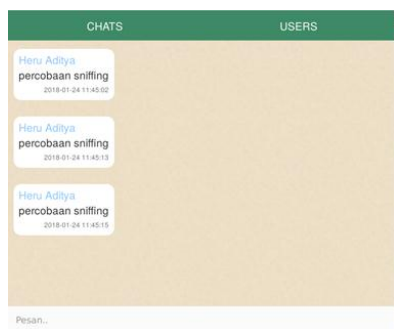 CHATS USERS
Heru Aditya
percobaan sniffing
2018-01-24 11:45:02
Heru Aditya
percobaan sniffing
2018-01-24 11:45:13
Heru Aditya
percobaan sniffing
2018-01-24 11:45:15
Pesan..